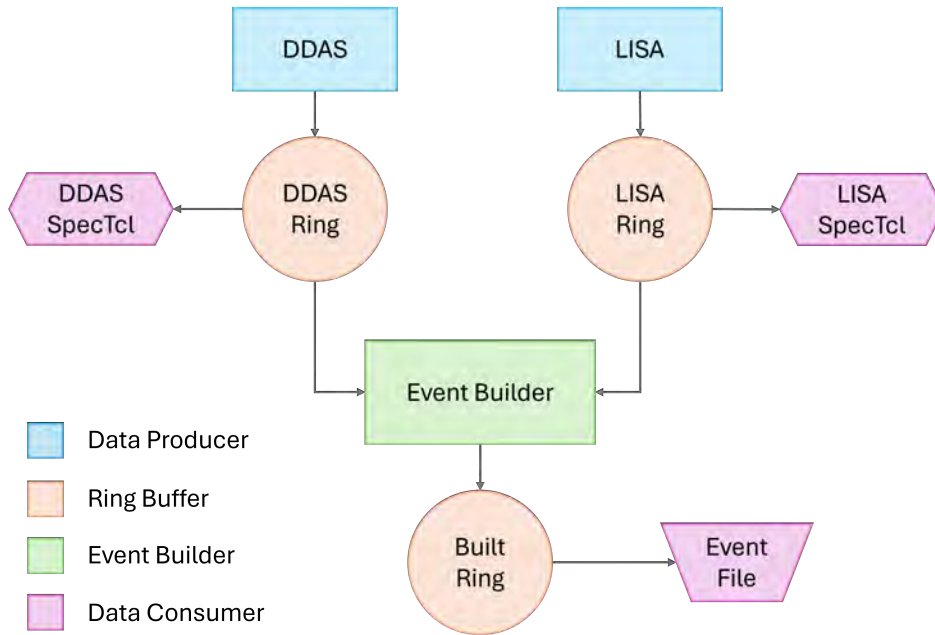 DDAS
LISA
DDAS
SpecTcl
DDAS
Ring
LISA
Ring
LISA
SpecTcl
Event Builder
Data Producer
Ring Buffer
Event Builder
Data Consumer
Built
Ring
Event
File